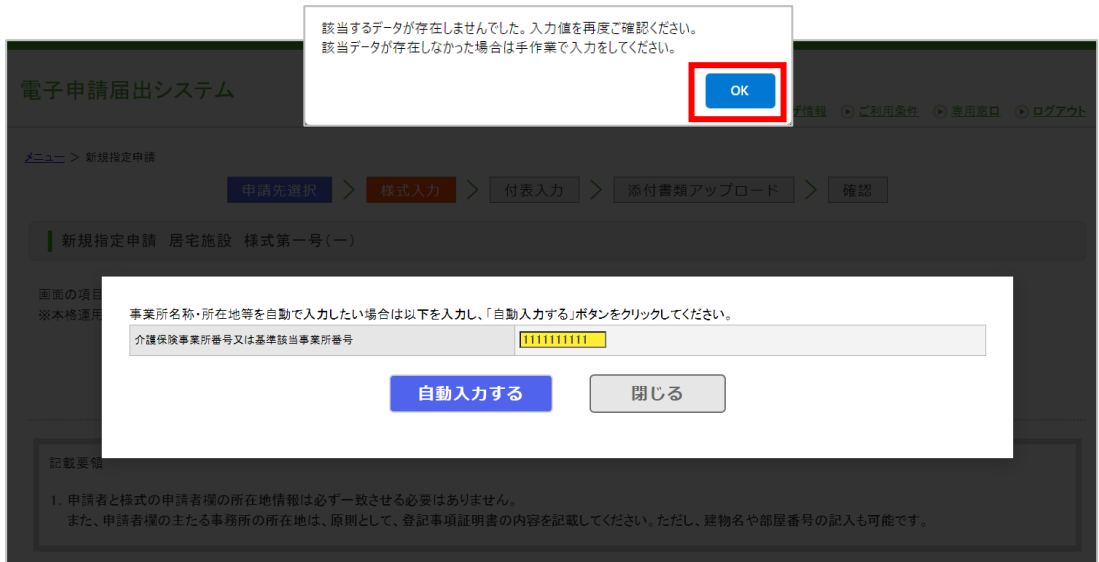 該当するデータが存在しませんでした。入力値を再度ご確認ください。
該当データが存在しなかった場合は手作業で入力をしてください。
OK
電子申請届出システム
情報 ご利用条件 専用窓口 ログアウト
メニュー > 新規指定申請
申請先選択 > 様式入力 > 付表入力 > 添付書類アップロード > 確認
新規指定申請 居宅施設 様式第一号(一)
画面の項目
※本格運用
事業所名称・所在地等を自動で入力したい場合は以下を入力し、「自動入力する」ボタンをクリックしてください。
介護保険事業所番号又は基準該当事業所番号 1111111111
自動入力する 閉じる
記載要領
1. 申請者と様式の申請者欄の所在地情報は必ず一致させる必要はありません。
また、申請者欄の主たる事務所の所在地は、原則として、登記事項証明書の内容を記載してください。ただし、建物名や部屋番号の記入も可能です。